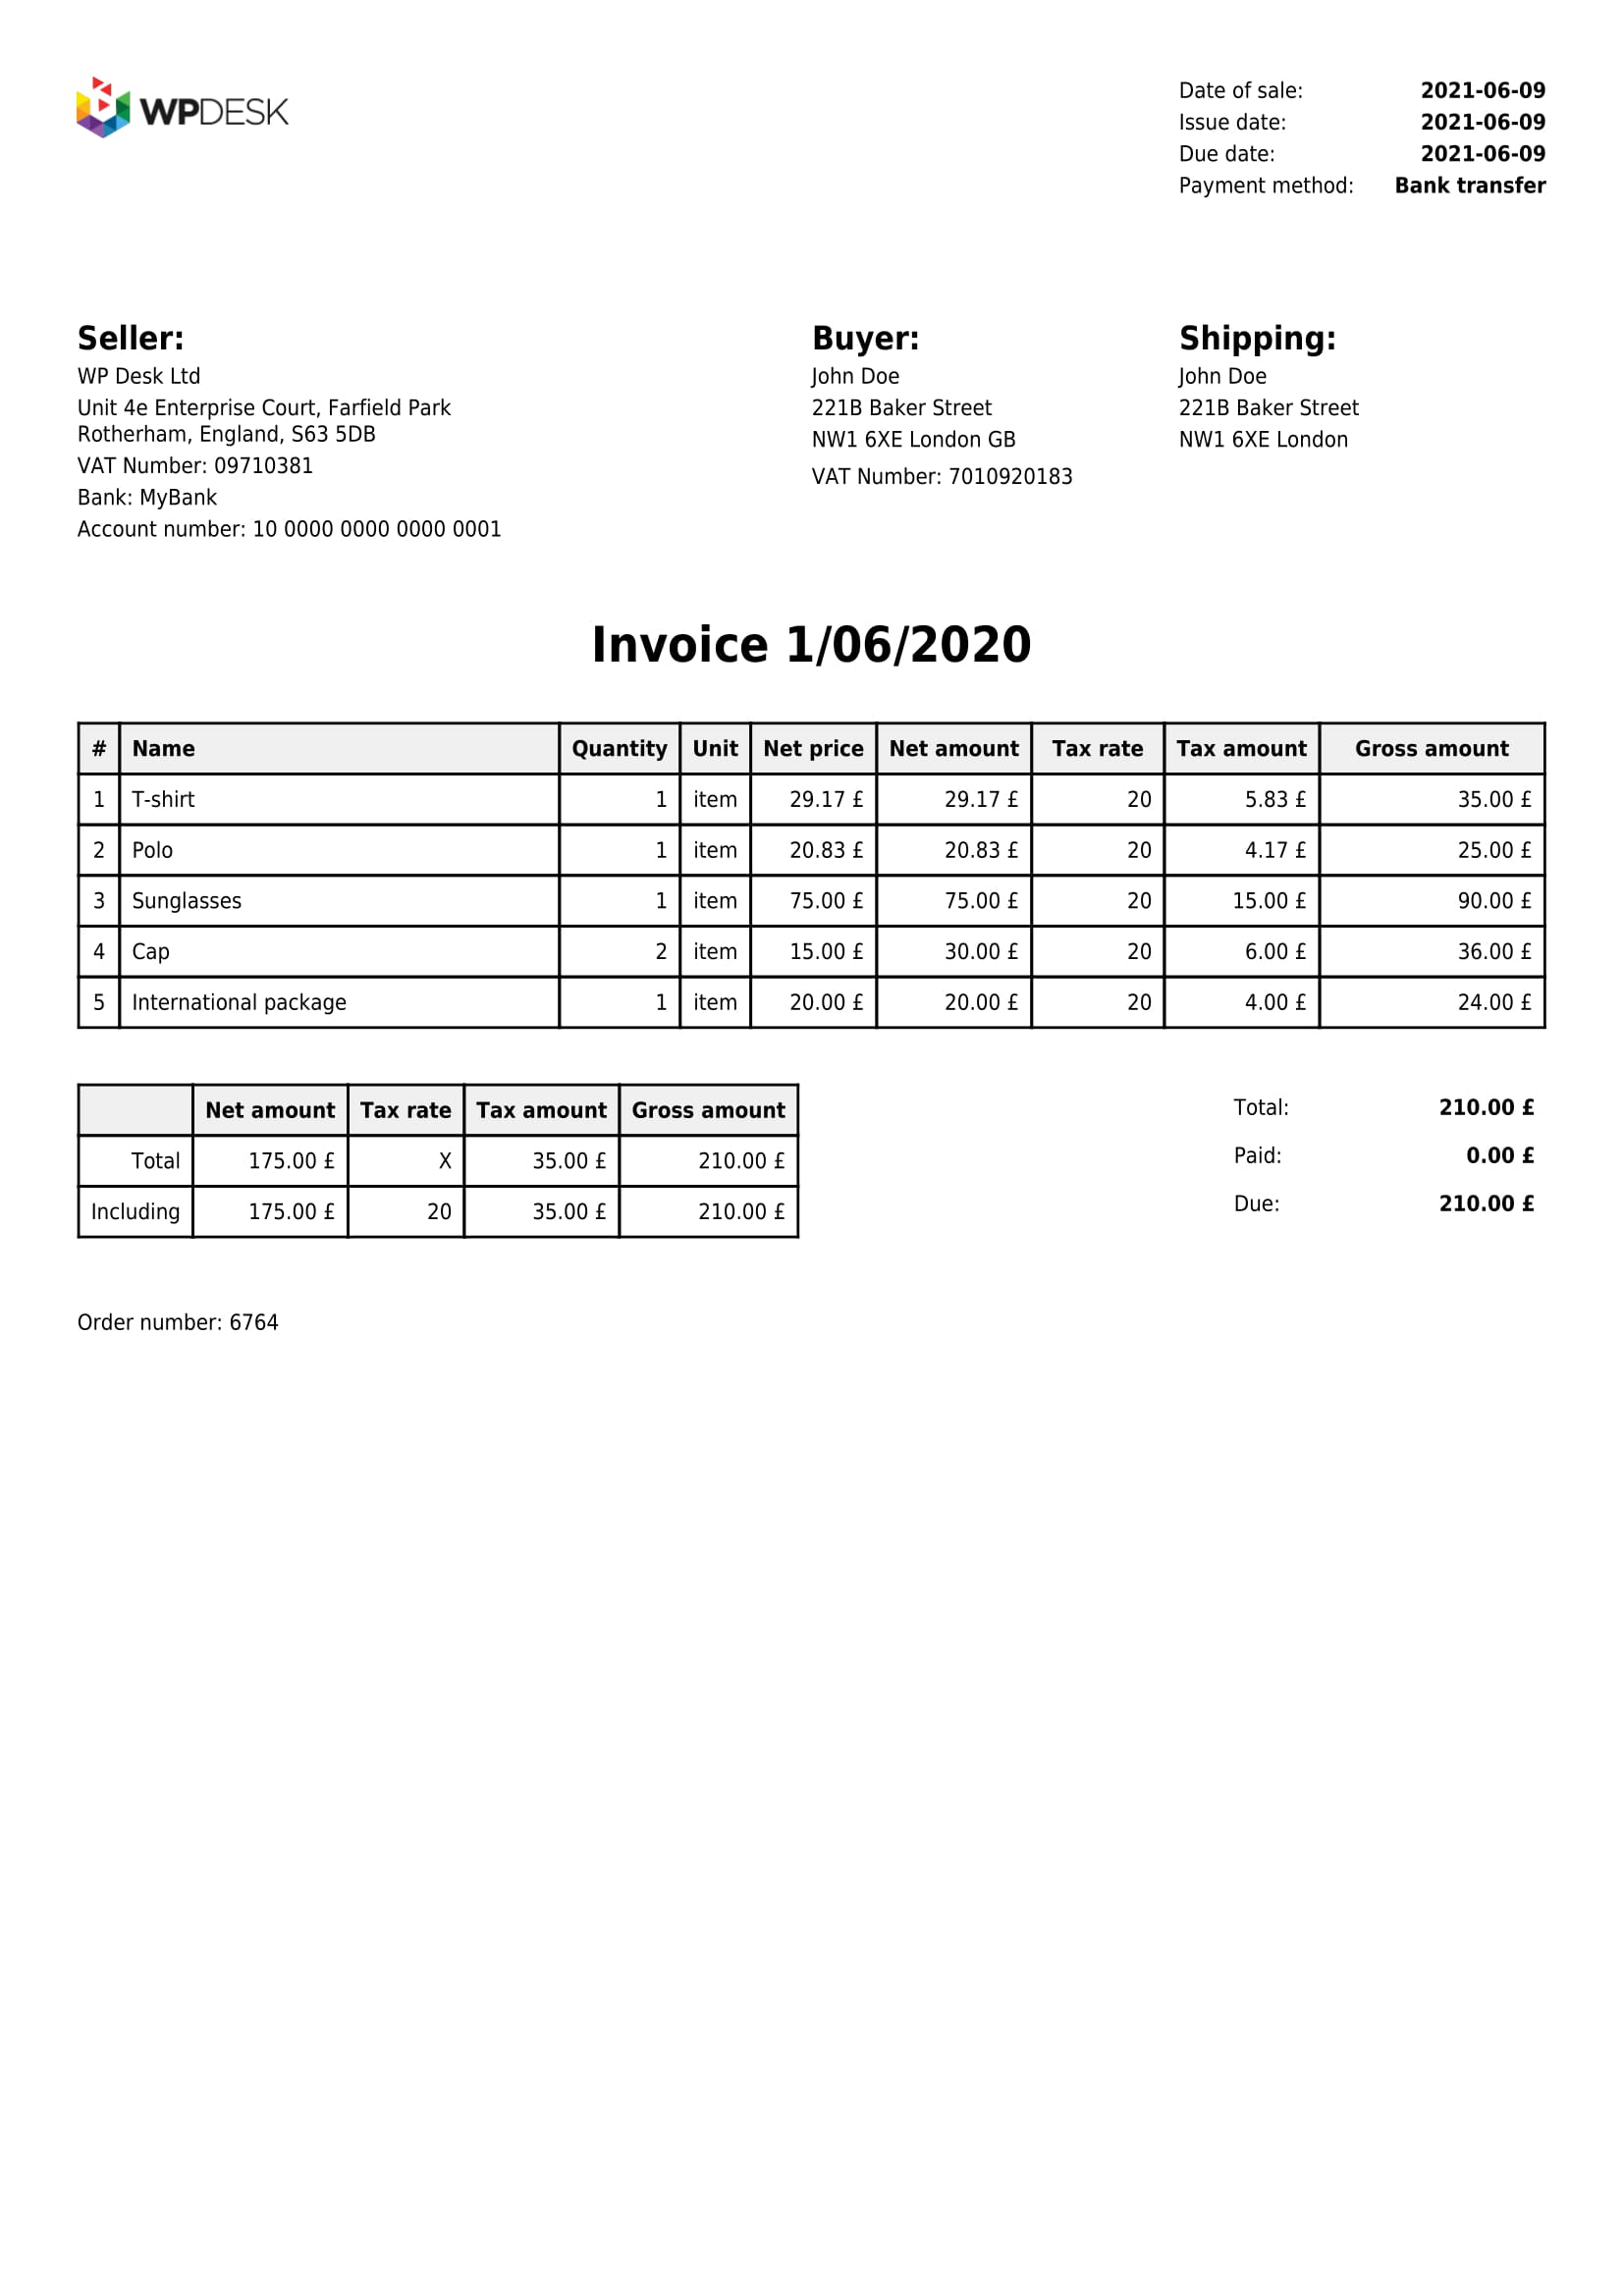 WPDESK
Date of sale: 2021-06-09
Issue date: 2021-06-09
Due date: 2021-06-09
Payment method: Bank transfer
Seller:
WP Desk Ltd
Unit 4e Enterprise Court, Farfield Park
Rotherham, England, S63 5DB
VAT Number: 09710381
Bank: MyBank
Account number: 10 0000 0000 0000 0001
Buyer:
John Doe
221B Baker Street
NW1 6XE London GB
VAT Number: 7010920183
Shipping:
John Doe
221B Baker Street
NW1 6XE London
Invoice 1/06/2020
# Name Quantity Unit Net price Net amount Tax rate Tax amount Gross amount
1 T-shirt 1 item 29.17 £ 29.17 £ 20 5.83 £ 35.00 £
2 Polo 1 item 20.83 £ 20.83 £ 20 4.17 £ 25.00 £
3 Sunglasses 1 item 75.00 £ 75.00 £ 20 15.00 £ 90.00 £
4 Cap 2 item 15.00 £ 30.00 £ 20 6.00 £ 36.00 £
5 International package 1 item 20.00 £ 20.00 £ 20 4.00 £ 24.00 £
Net amount Tax rate Tax amount Gross amount
Total 175.00 £ X 35.00 £ 210.00 £
Including 175.00 £ 20 35.00 £ 210.00 £
Total: 210.00 £
Paid: 0.00 £
Due: 210.00 £
Order number: 6764